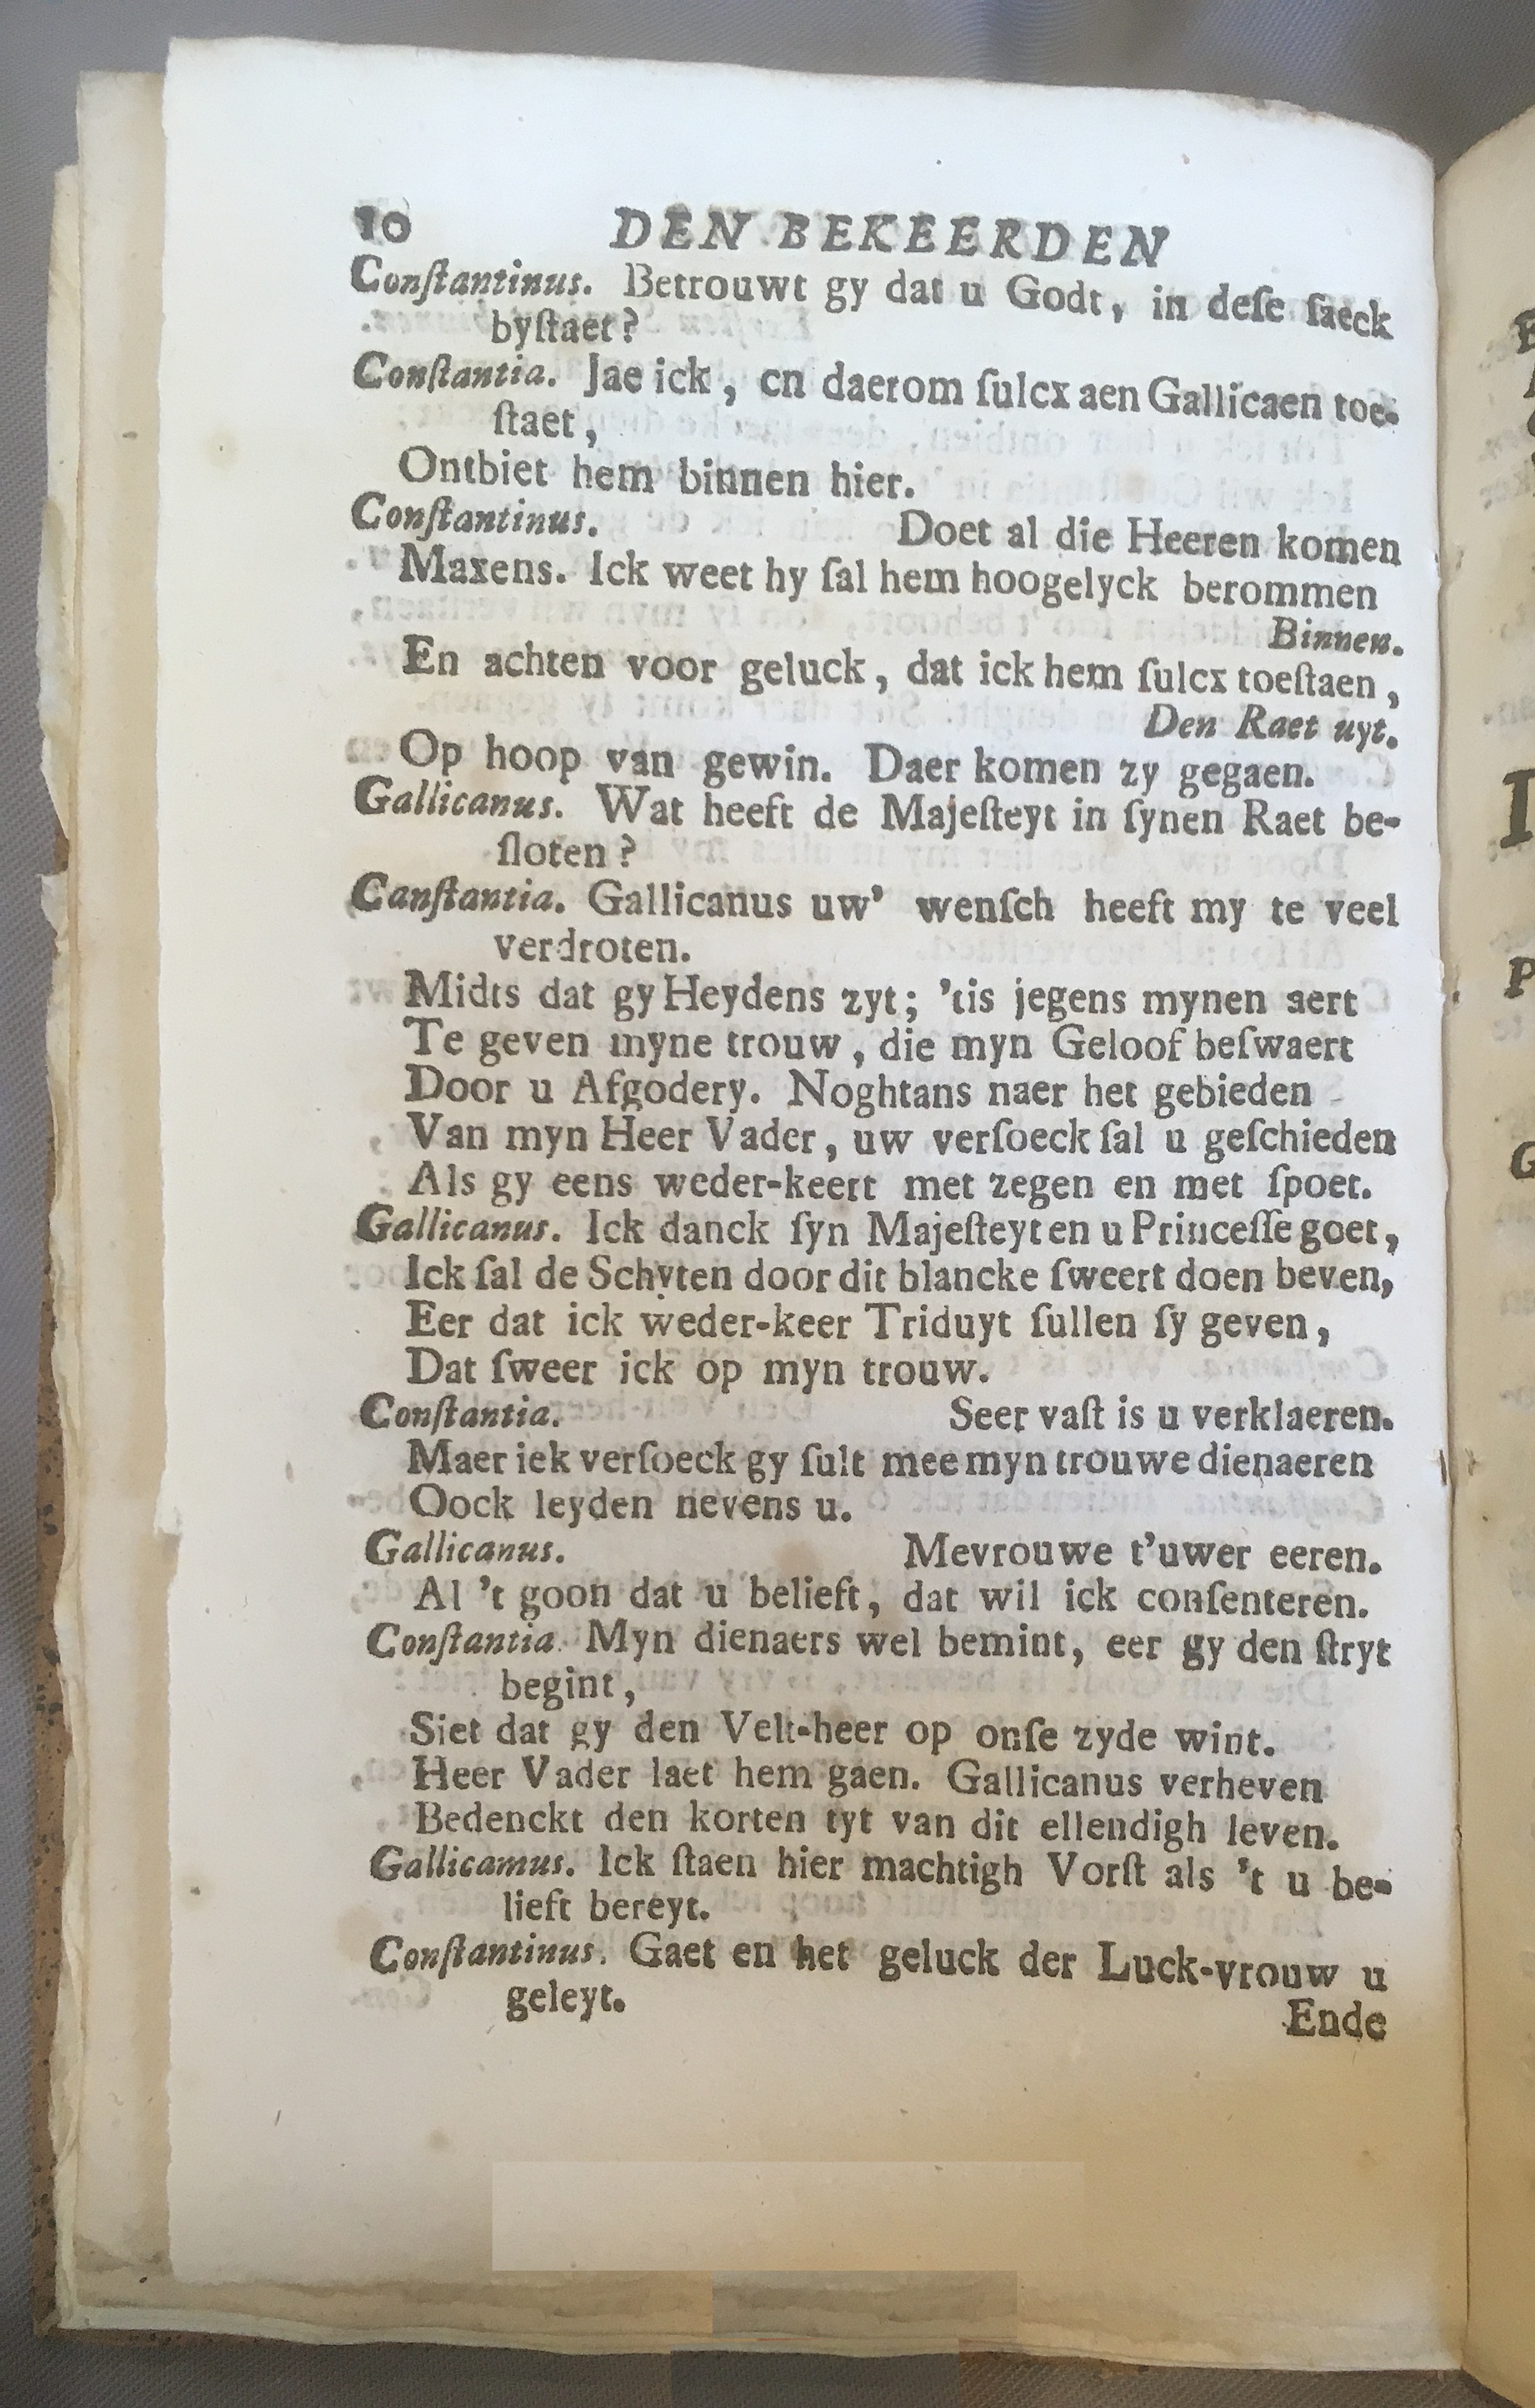 10 DEN BEKEERDEN
Conſtantinus. Betrouwt gy dat u Godt, in deſe ſaeck
byſtaet?
Conſtantia. Jae ick, cn daerom ſulcx aen Gallicaen toe-
ſtaet,
Ontbiet hem binnen hier.
Conſtantinus. Doet al die Heeren komen
Maxens. Ick weet hy ſal hem hoogelyck berommen
Binnen.
En achten voor geluck, dat ick hem ſulcx toeſtaen,
Den Raet uyt.
Op hoop van gewin. Daer komen zy gegaen.
Gallicanus. Wat heeft de Majeſteyt in ſynen Raet be-
ſloten?
Canſtantia. Gallicanus uw' wenſch heeft my te veel
verdroten.
Midts dat gy Heydens zyt; 'tis jegens mynen aert
Te geven myne trouw, die myn Geloof beſwaert
Door u Afgodery. Noghtans naer het gebieden
Van myn Heer Vader, uw verſoeck ſal u geſchieden
Als gy eens weder-keert met zegen en met ſpoet.
Gallicanus. Ick danck ſyn Majeſteyt en u Princeſſe goet,
Ick ſal de Schyten door dit blancke ſweert doen beven,
Eer dat ick weder-keer Triduyt ſullen ſy geven,
Dat ſweer ick op myn trouw.
Conſtantia. Seer vaſt is u verklaeren.
Maer iek verſoeck gy ſult mee myn trouwe dienaeren
Oock leyden nevens u.
Gallicanus. Mevrouwe t'uwer eeren.
Al 't goon dat u belieft, dat wil ick conſenteren.
Conſtantia. Myn dienaers wel bemint, eer gy den ſtryt
begint,
Siet dat gy den Velt-heer op onſe zyde wint.
Heer Vader laet hem gaen. Gallicanus verheven
Bedenckt den korten tyt van dit ellendigh leven.
Gallicamus. Ick ſtaen hier machtigh Vorſt als 't u be-
lieft bereyt.
Conſtantinus. Gaet en het geluck der Luck-vrouw u
geleyt.
Ende